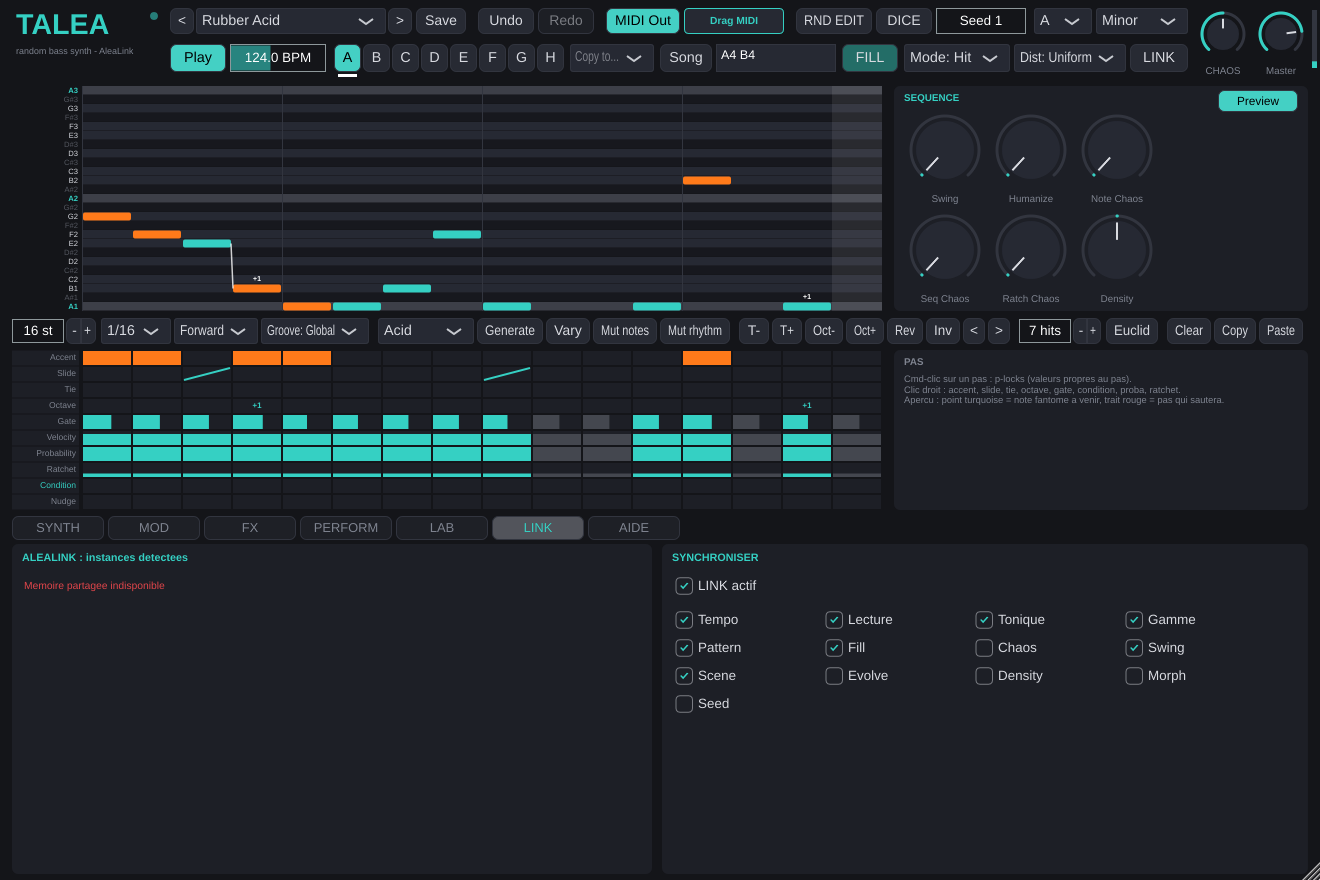 TALEA
random bass synth - AleaLink
< Rubber Acid > Save Undo Redo MIDI Out Drag MIDI RND EDIT DICE Seed 1 A Minor
Play 124.0 BPM A B C D E F G H Copy to... Song A4 B4 FILL Mode: Hit Dist: Uniform LINK
CHAOS Master
A3
G#3
G3
F#3
F3
E3
D#3
D3
C#3
C3
B2
A#2
A2
G#2
G2
F#2
F2
E2
D#2
D2
C#2
C2
B1
A#1
A1
+1
+1
SEQUENCE Preview
Swing Humanize Note Chaos
Seq Chaos Ratch Chaos Density
16 st - + 1/16 Forward Groove: Global Acid Generate Vary Mut notes Mut rhythm T- T+ Oct- Oct+ Rev Inv < > 7 hits - + Euclid Clear Copy Paste
Accent
Slide
Tie
Octave +1 +1
Gate
Velocity
Probability
Ratchet
Condition
Nudge
PAS
Cmd-clic sur un pas : p-locks (valeurs propres au pas).
Clic droit : accent, slide, tie, octave, gate, condition, proba, ratchet.
Apercu : point turquoise = note fantome a venir, trait rouge = pas qui sautera.
SYNTH MOD FX PERFORM LAB LINK AIDE
ALEALINK : instances detectees
Memoire partagee indisponible
SYNCHRONISER
LINK actif
Tempo Lecture Tonique Gamme
Pattern Fill Chaos Swing
Scene Evolve Density Morph
Seed